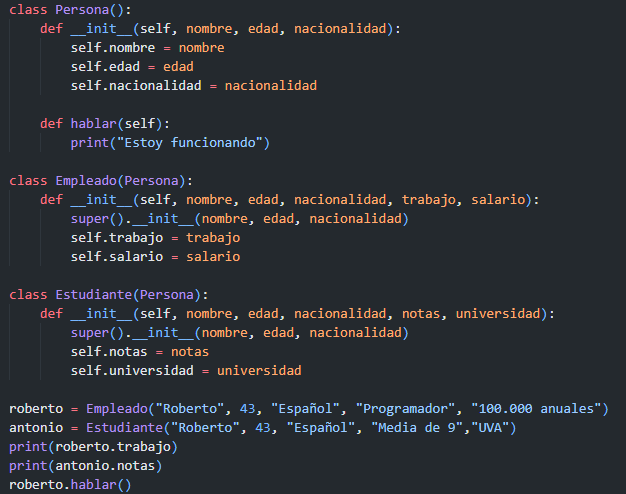 class Persona():
    def __init__(self, nombre, edad, nacionalidad):
        self.nombre = nombre
        self.edad = edad
        self.nacionalidad = nacionalidad

    def hablar(self):
        print("Estoy funcionando")

class Empleado(Persona):
    def __init__(self, nombre, edad, nacionalidad, trabajo, salario):
        super().__init__(nombre, edad, nacionalidad)
        self.trabajo = trabajo
        self.salario = salario

class Estudiante(Persona):
    def __init__(self, nombre, edad, nacionalidad, notas, universidad):
        super().__init__(nombre, edad, nacionalidad)
        self.notas = notas
        self.universidad = universidad

roberto = Empleado("Roberto", 43, "Español", "Programador", "100.000 anuales")
antonio = Estudiante("Roberto", 43, "Español", "Media de 9","UVA")
print(roberto.trabajo)
print(antonio.notas)
roberto.hablar()